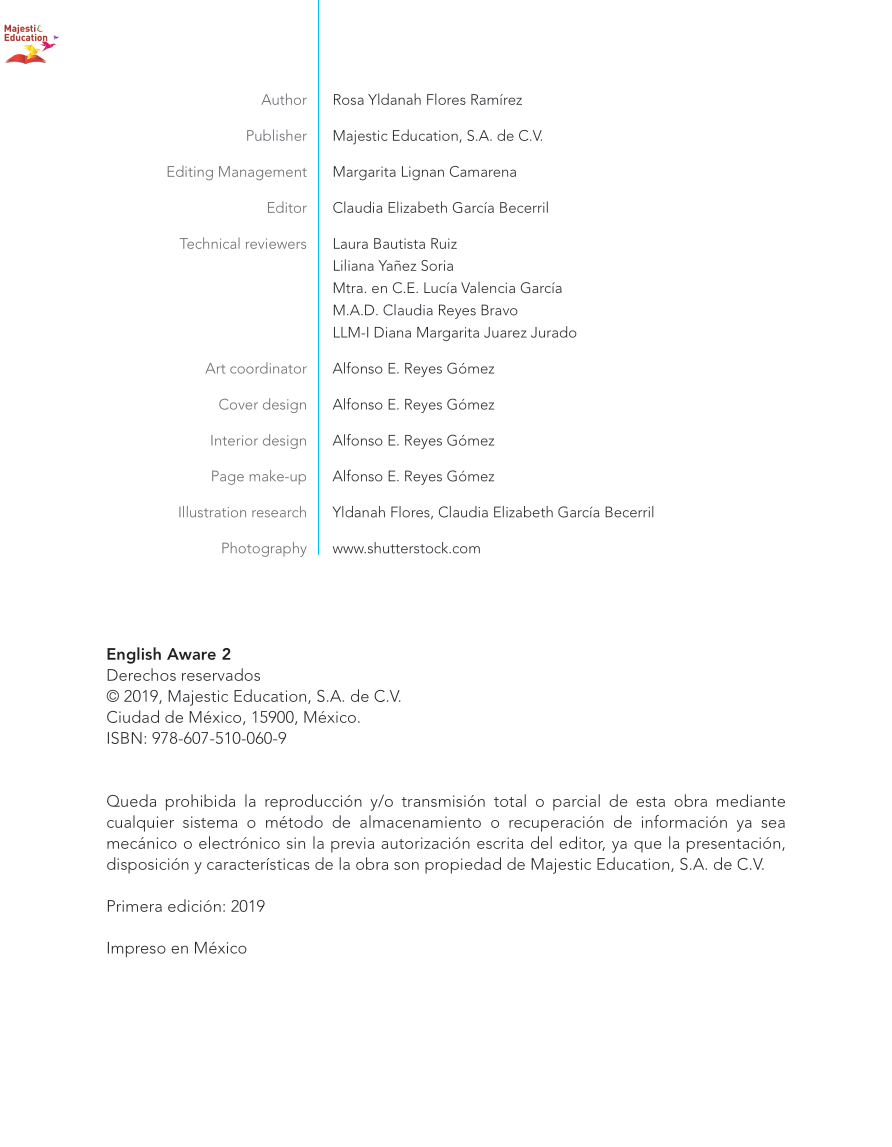 Majestic
Education
Author Rosa Yldanah Flores Ramírez
Publisher Majestic Education, S.A. de C.V.
Editing Management Margarita Lignan Camarena
Editor Claudia Elizabeth García Becerril
Technical reviewers Laura Bautista Ruiz
Liliana Yañez Soria
Mtra. en C.E. Lucía Valencia García
M.A.D. Claudia Reyes Bravo
LLM-I Diana Margarita Juarez Jurado
Art coordinator Alfonso E. Reyes Gómez
Cover design Alfonso E. Reyes Gómez
Interior design Alfonso E. Reyes Gómez
Page make-up Alfonso E. Reyes Gómez
Illustration research Yldanah Flores, Claudia Elizabeth García Becerril
Photography www.shutterstock.com
English Aware 2
Derechos reservados
© 2019, Majestic Education, S.A. de C.V.
Ciudad de México, 15900, México.
ISBN: 978-607-510-060-9
Queda prohibida la reproducción y/o transmisión total o parcial de esta obra mediante
cualquier sistema o método de almacenamiento o recuperación de información ya sea
mecánico o electrónico sin la previa autorización escrita del editor, ya que la presentación,
disposición y características de la obra son propiedad de Majestic Education, S.A. de C.V.
Primera edición: 2019
Impreso en México